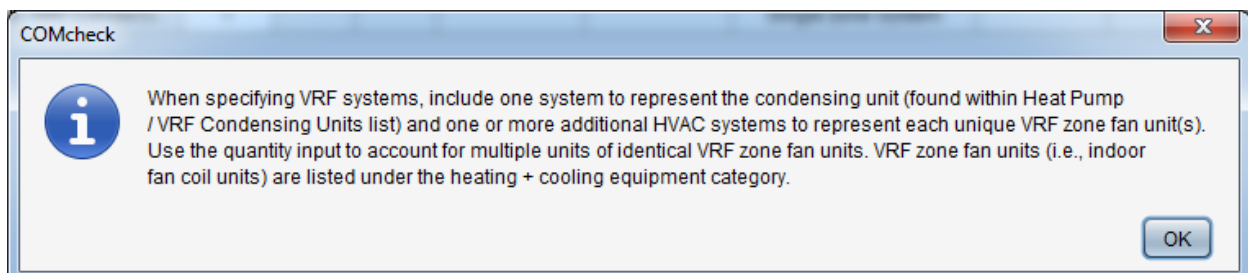 COMcheck
When specifying VRF systems, include one system to represent the condensing unit (found within Heat Pump
/ VRF Condensing Units list) and one or more additional HVAC systems to represent each unique VRF zone fan unit(s).
Use the quantity input to account for multiple units of identical VRF zone fan units. VRF zone fan units (i.e., indoor
fan coil units) are listed under the heating + cooling equipment category.
OK